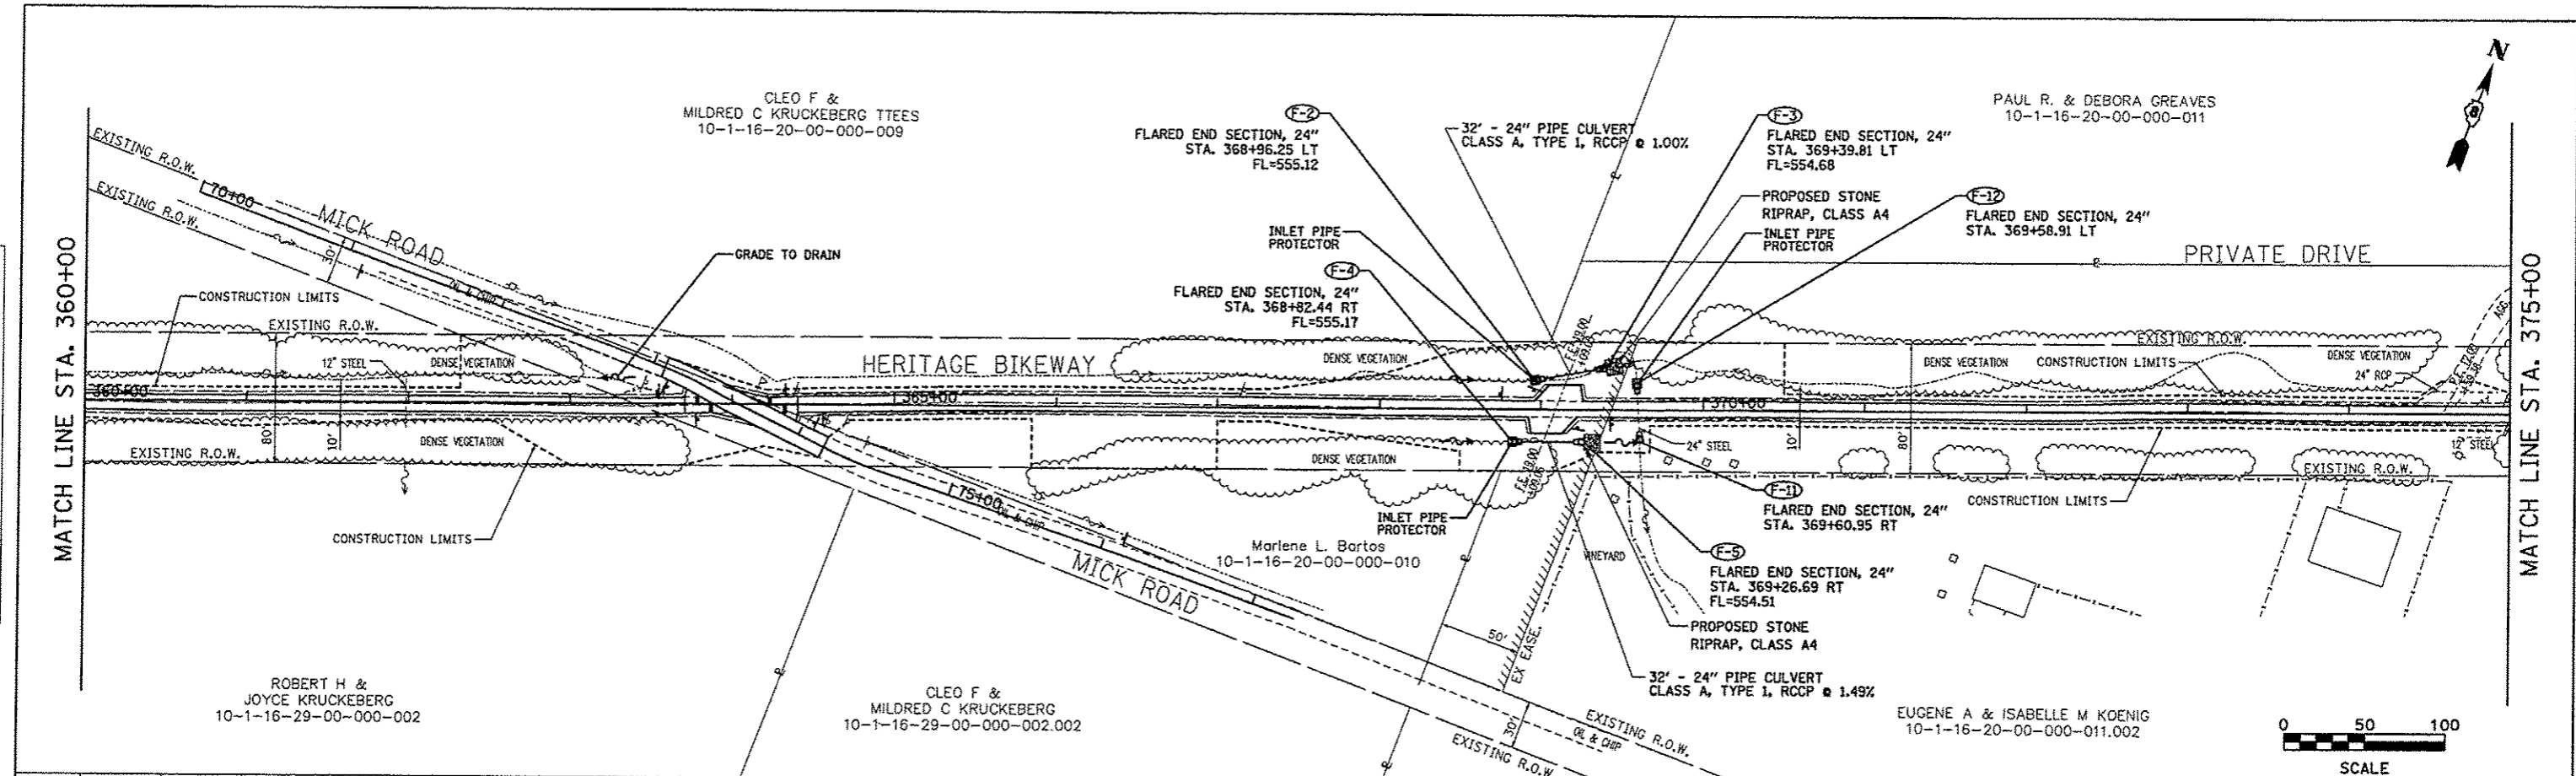 CLEO F &
MILDRED C KRUCKEBERG TTEES
10-1-16-20-00-000-009
PAUL R. & DEBORA GREAVES
10-1-16-20-00-000-011
N
F-2
FLARED END SECTION, 24"
STA. 368+96.25 LT
FL=555.12
32' - 24" PIPE CULVERT
CLASS A, TYPE 1, RCCP @ 1.00%
F-3
FLARED END SECTION, 24"
STA. 369+39.81 LT
FL=554.68
PROPOSED STONE
RIPRAP, CLASS A4
F-12
FLARED END SECTION, 24"
STA. 369+58.91 LT
INLET PIPE
PROTECTOR
INLET PIPE
PROTECTOR
EXISTING R.O.W.
EXISTING R.O.W.
70+00
MICK ROAD
30'
OIL & CHIP
GRADE TO DRAIN
F-4
FLARED END SECTION, 24"
STA. 368+82.44 RT
FL=555.17
PRIVATE DRIVE
MATCH LINE STA. 360+00
MATCH LINE STA. 375+00
CONSTRUCTION LIMITS
EXISTING R.O.W.
12" STEEL
DENSE VEGETATION
HERITAGE BIKEWAY
DENSE VEGETATION
EXISTING R.O.W.
DENSE VEGETATION
CONSTRUCTION LIMITS
DENSE VEGETATION
24" RCP
360+00
365+00
370+00
80'
10'
DENSE VEGETATION
EXISTING R.O.W.
DENSE VEGETATION
24" STEEL
10'
80'
12" STEEL
EXISTING R.O.W.
CONSTRUCTION LIMITS
CONSTRUCTION LIMITS
75+00
OIL & CHIP
INLET PIPE
PROTECTOR
F-11
FLARED END SECTION, 24"
STA. 369+60.95 RT
Marlene L. Bartos
10-1-16-20-00-000-010
MICK ROAD
VINEYARD
F-5
FLARED END SECTION, 24"
STA. 369+26.69 RT
FL=554.51
PROPOSED STONE
RIPRAP, CLASS A4
50'
EX EASE.
32' - 24" PIPE CULVERT
CLASS A, TYPE 1, RCCP @ 1.49%
ROBERT H &
JOYCE KRUCKEBERG
10-1-16-29-00-000-002
CLEO F &
MILDRED C KRUCKEBERG
10-1-16-29-00-000-002.002
30'
EXISTING R.O.W.
OIL & CHIP
EXISTING R.O.W.
EUGENE A & ISABELLE M KOENIG
10-1-16-20-00-000-011.002
0 50 100
SCALE